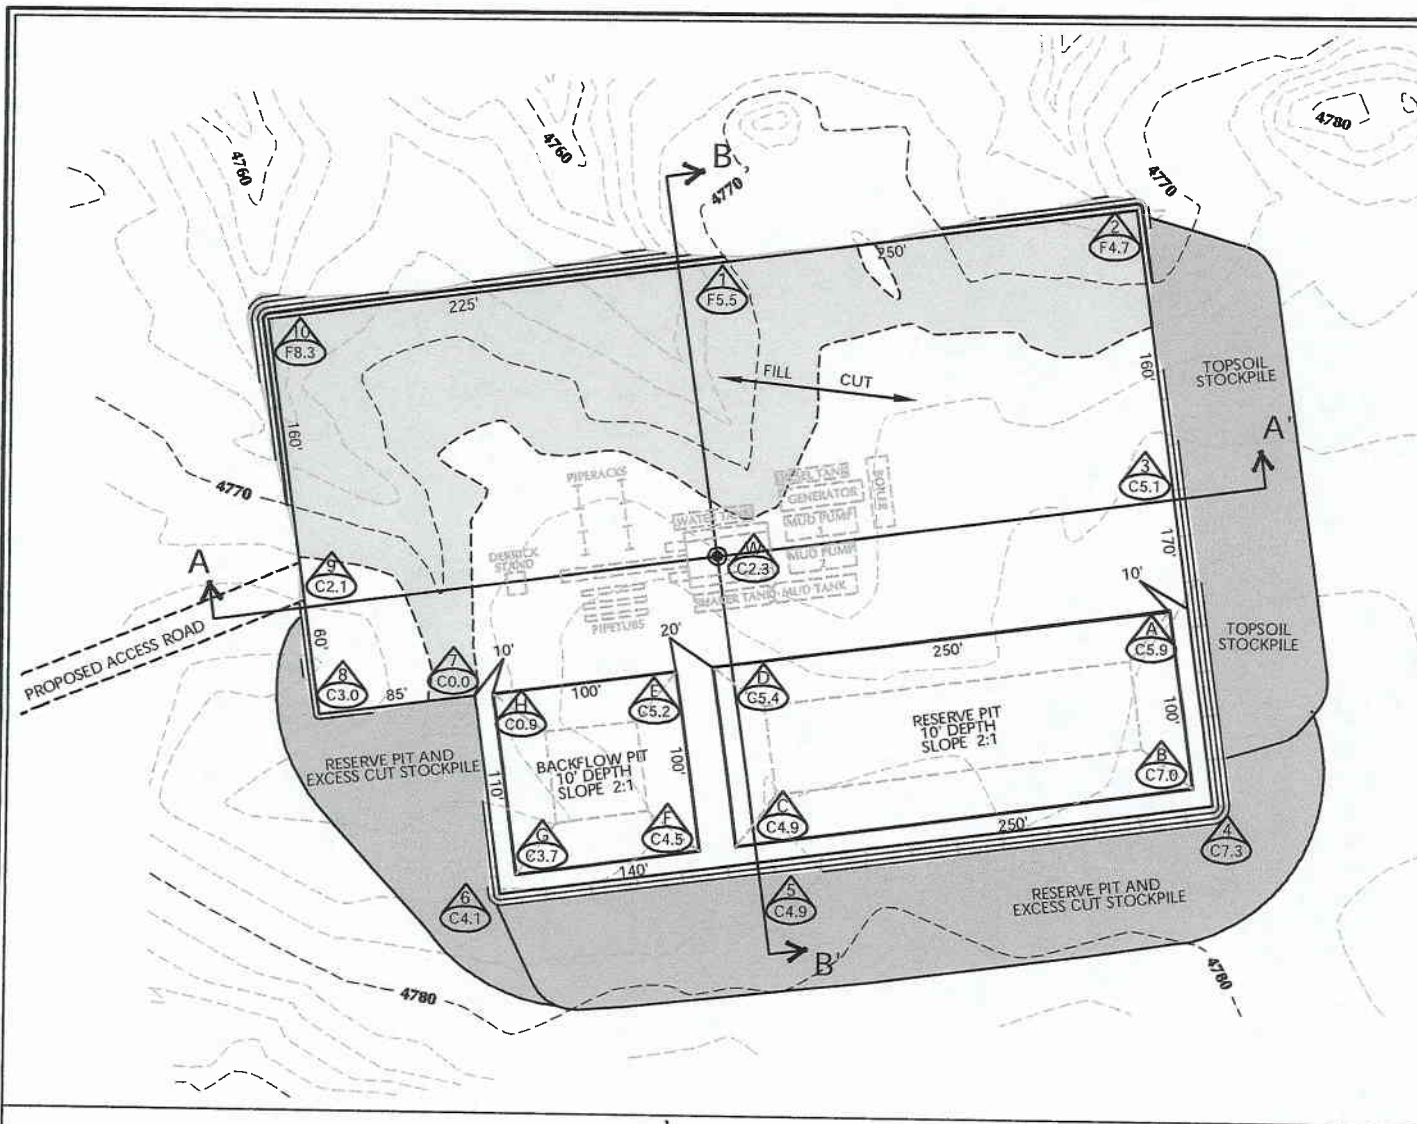 4760
4760
B
4770
4770
4780
2
F4.7
250'
1
F5.5
225'
10
F8.3
FILL
CUT
160'
TOPSOIL
STOCKPILE
160'
A'
3
C5.1
PIPERACKS
GENERATOR
BOILER
WATER TANK
MUD PUMP
1
MUD PUMP
2
MUD TANK
4770
A
9
C2.1
DERRICK
STAND
W
C2.3
170'
10'
PIPETUBS
PROPOSED ACCESS ROAD
60'
8
C3.0
85'
7
C0.0
10'
20'
250'
A
C5.9
TOPSOIL
STOCKPILE
100'
H
C0.9
E
C5.2
D
C5.4
RESERVE PIT
10' DEPTH
SLOPE 2:1
100'
B
C7.0
RESERVE PIT AND
EXCESS CUT STOCKPILE
110'
BACKFLOW PIT
10' DEPTH
SLOPE 2:1
100'
G
C3.7
F
C4.5
C
C4.9
250'
4
C7.3
140'
6
C4.1
5
C4.9
RESERVE PIT AND
EXCESS CUT STOCKPILE
B'
4780
4780